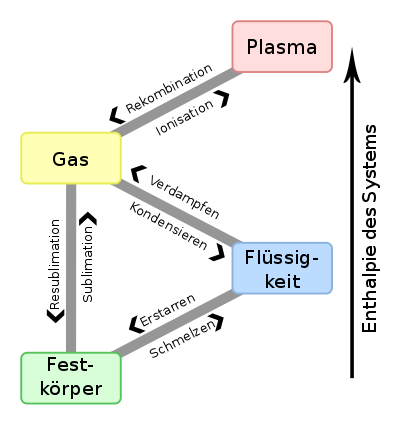 Plasma
Rekombination
Ionisation
Gas
Verdampfen
Kondensieren
Resublimation
Sublimation
Flüssig-
keit
Erstarren
Schmelzen
Fest-
körper
Enthalpie des Systems